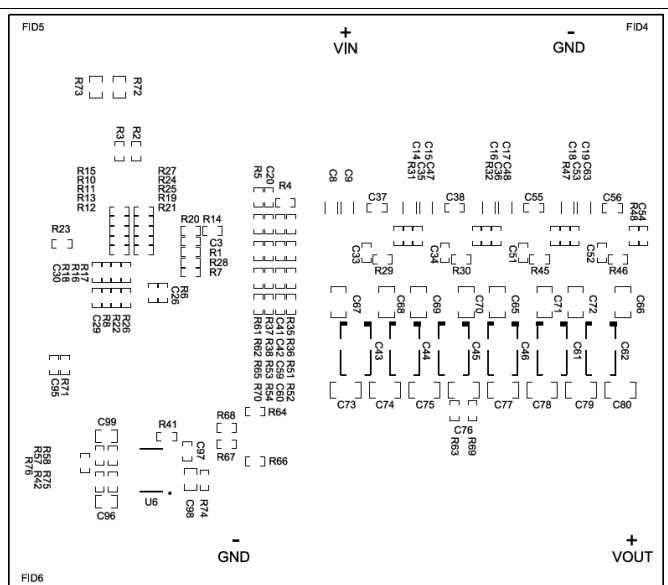 FID5
FID4
+
VIN
-
GND
R73
R72
R3
R2
R15
R10
R11
R13
R12
R27
R24
R25
R19
R21
R5
C20
R4
C8
C9
C14
R31
C15
C35
C47
C16
R32
C17
C36
C48
C18
R47
C19
C53
C63
C37
C38
C55
C56
R48
C54
R23
R20
R14
C3
R1
R28
R7
C30
R18
R16
R17
C33
R29
C34
R30
C51
R45
C52
R46
R6
C26
C29
R8
R22
R26
C67
C68
C69
C70
C65
C71
C72
C66
R61
R37
C41
R35
R62
R38
C42
R36
R65
R53
C59
R51
R70
R54
C60
R52
C43
C44
C45
C46
C61
C62
C95
R71
C73
C74
C75
C76
C77
C78
C79
C80
R63
R69
R64
R68
R67
R66
C99
R41
C97
R58
R57
R76
R75
R42
C96
U6
C98
R74
-
GND
+
VOUT
FID6